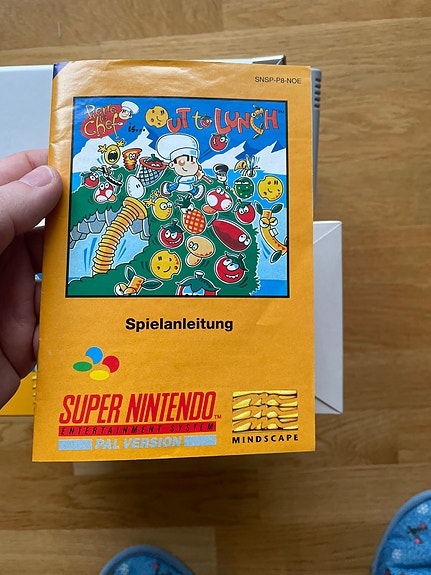 SNSP-P8-NOE
Pierre le
Chef is...
OUT to LUNCH
Spielanleitung
SUPER NINTENDO
ENTERTAINMENT SYSTEM
PAL VERSION
MINDSCAPE